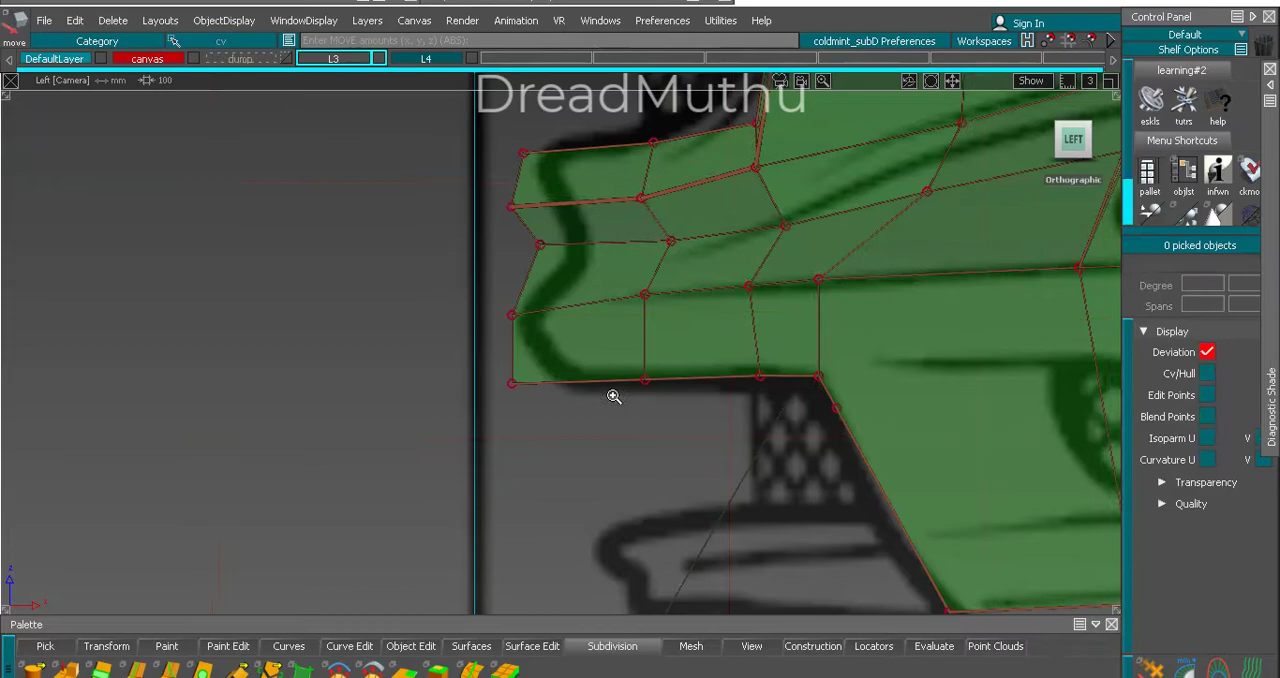 File Edit Delete Layouts ObjectDisplay WindowDisplay Layers Canvas Render Animation VR Windows Preferences Utilities Help
Sign In
Control Panel
move
Category
cv
Enter MOVE amounts (x, y, z) (ABS):
coldmint_subD Preferences
Workspaces
Default
Shelf Options
DefaultLayer
canvas
dump
L3
L4
Left [Camera] mm 100
Show
3
DreadMuthu
learning#2
eskls tutrs help
Menu Shortcuts
LEFT
Orthographic
pallet objlst infwn ckmo
0 picked objects
Degree
Spans
Display
Deviation
Cv/Hull
Edit Points
Blend Points
Isoparm U V
Curvature U V
Transparency
Quality
Diagnostic Shade
Palette
Pick Transform Paint Paint Edit Curves Curve Edit Object Edit Surfaces Surface Edit Subdivision Mesh View Construction Locators Evaluate Point Clouds